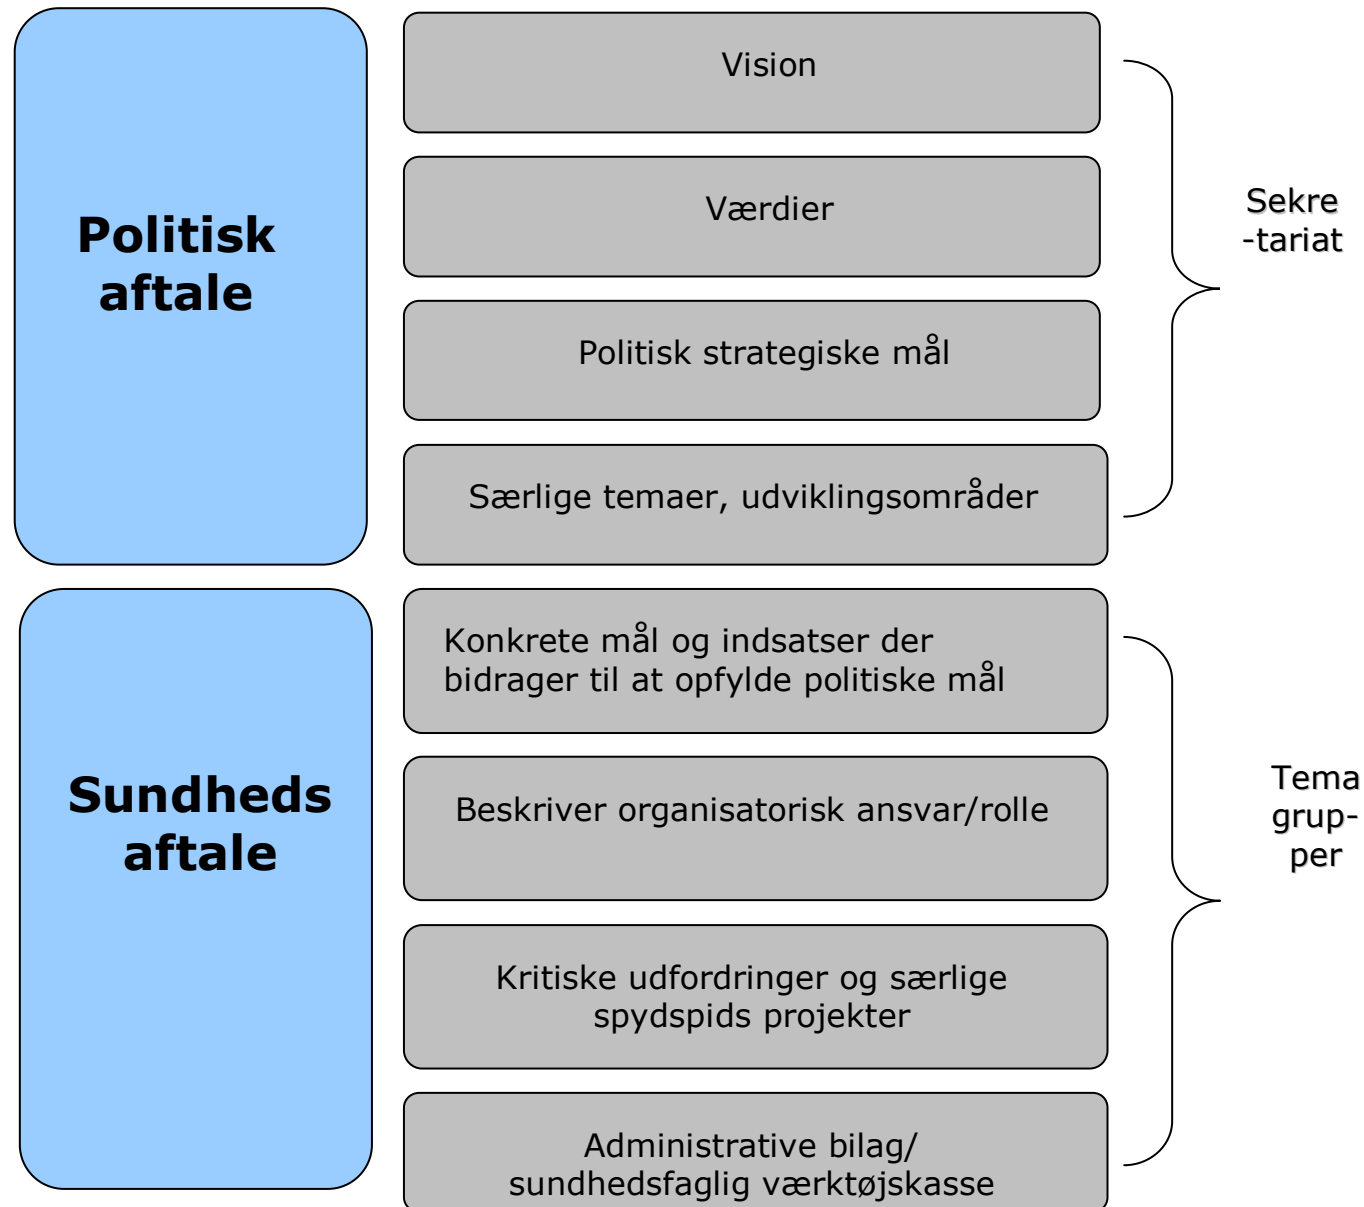 Politisk
aftale
Vision
Værdier
Politisk strategiske mål
Særlige temaer, udviklingsområder
Sekre
-tariat
Sundheds
aftale
Konkrete mål og indsatser der
bidrager til at opfylde politiske mål
Beskriver organisatorisk ansvar/rolle
Kritiske udfordringer og særlige
spydspids projekter
Administrative bilag/
sundhedsfaglig værktøjskasse
Tema
grup-
per